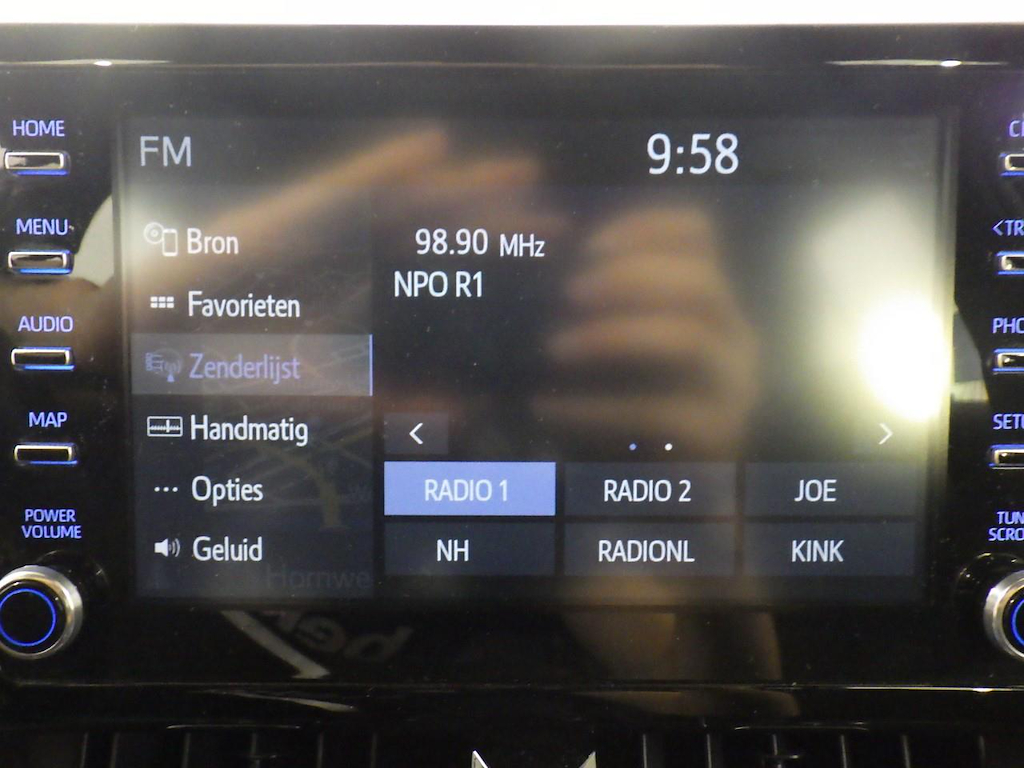 HOME
MENU
AUDIO
MAP
POWER
VOLUME
FM
9:58
Bron
Favorieten
Zenderlijst
Handmatig
Opties
Geluid
98.90 MHz
NPO R1
<
>
RADIO 1
RADIO 2
JOE
NH
RADIONL
KINK